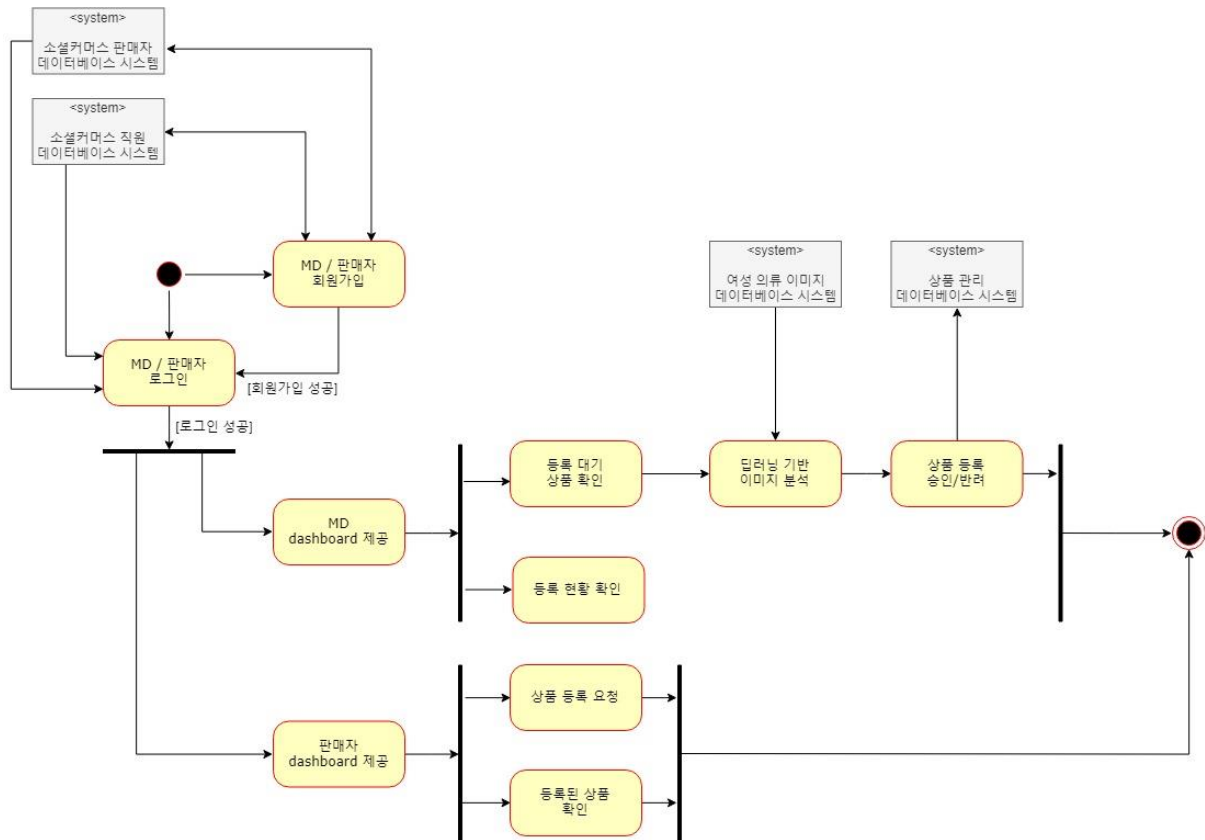 <system>
소셜커머스 판매자
데이터베이스 시스템
<system>
소셜커머스 직원
데이터베이스 시스템
MD / 판매자
회원가입
<system>
여성 의류 이미지
데이터베이스 시스템
<system>
상품 관리
데이터베이스 시스템
MD / 판매자
로그인
[회원가입 성공]
[로그인 성공]
등록 대기
상품 확인
딥러닝 기반
이미지 분석
상품 등록
승인/반려
MD
dashboard 제공
등록 현황 확인
상품 등록 요청
판매자
dashboard 제공
등록된 상품
확인